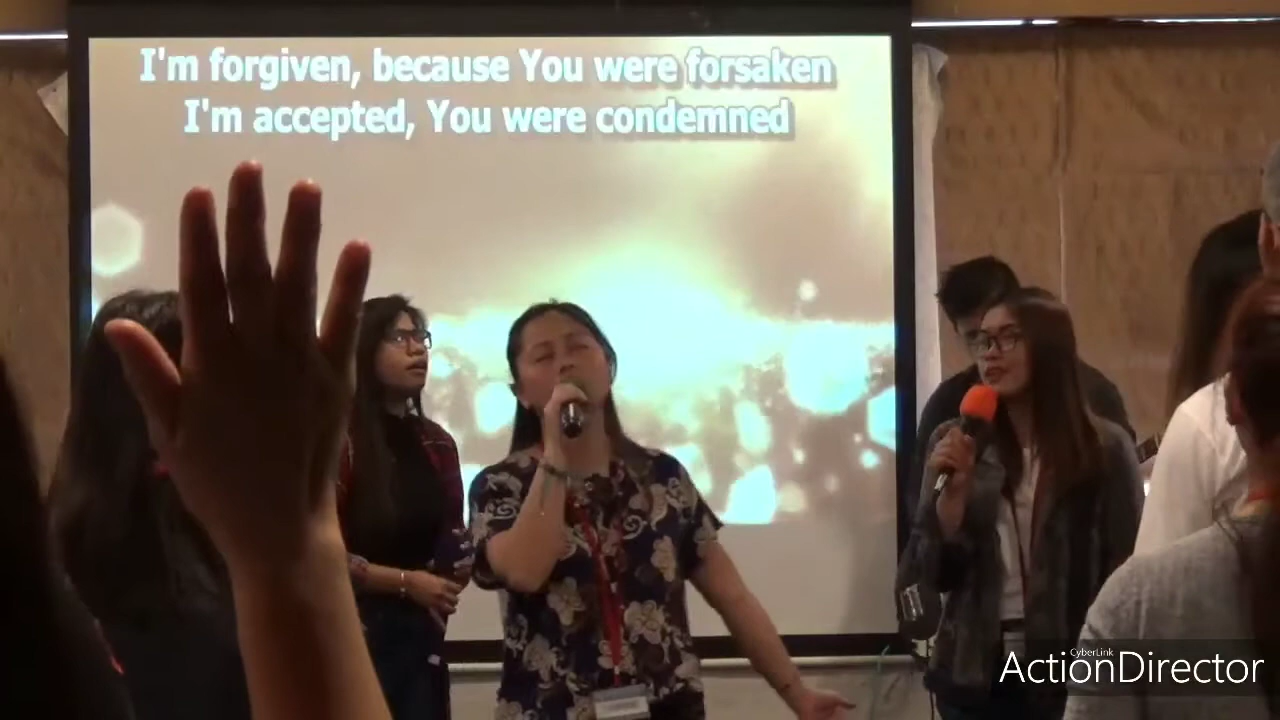 I'm forgiven, because You were forsaken
I'm accepted, You were condemned
CyberLink
ActionDirector